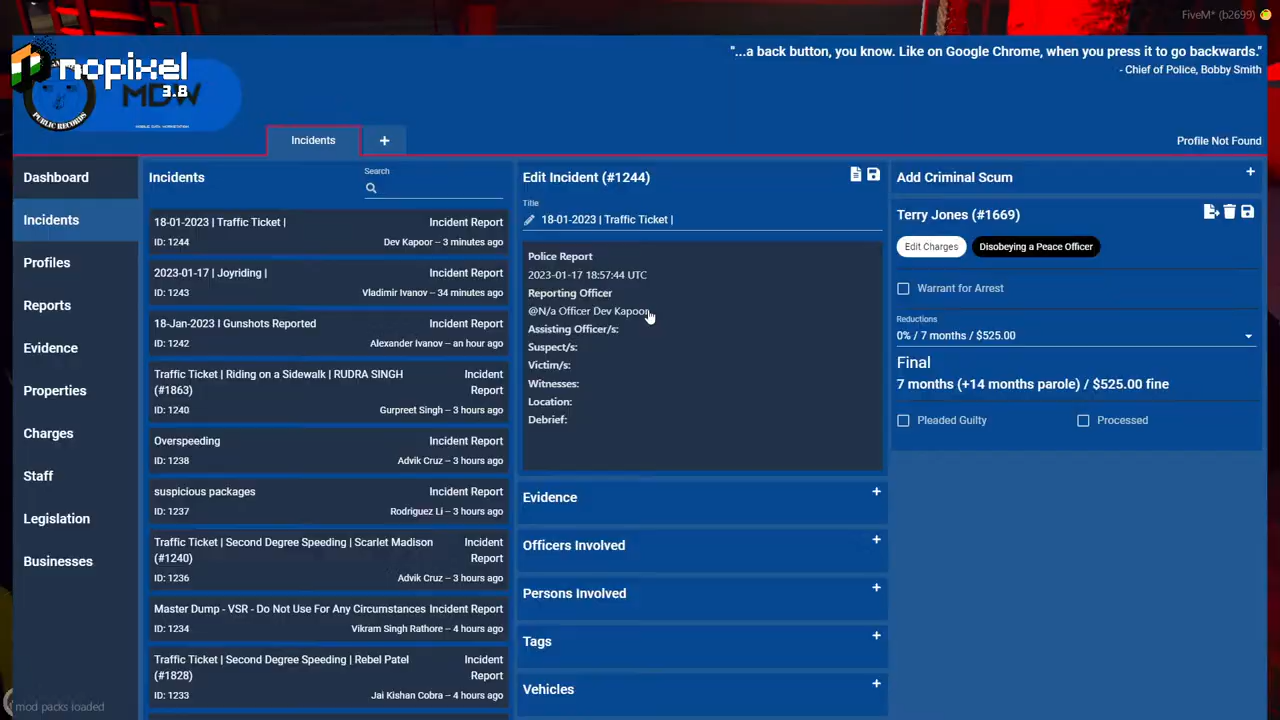 FiveM* (b2699)
"...a back button, you know. Like on Google Chrome, when you press it to go backwards."
- Chief of Police, Bobby Smith
nopixel
3.8
MDW
PUBLIC RECORDS
MOBILE DATA WORKSTATION
Incidents
+
Profile Not Found
Dashboard
Incidents
Profiles
Reports
Evidence
Properties
Charges
Staff
Legislation
Businesses
Incidents
Search
18-01-2023 | Traffic Ticket |
Incident Report
ID: 1244
Dev Kapoor – 3 minutes ago
2023-01-17 | Joyriding |
Incident Report
ID: 1243
Vladimir Ivanov – 34 minutes ago
18-Jan-2023 I Gunshots Reported
Incident Report
ID: 1242
Alexander Ivanov – an hour ago
Traffic Ticket | Riding on a Sidewalk | RUDRA SINGH
(#1863)
Incident
Report
ID: 1240
Gurpreet Singh – 3 hours ago
Overspeeding
Incident Report
ID: 1238
Advik Cruz – 3 hours ago
suspicious packages
Incident Report
ID: 1237
Rodriguez Li – 3 hours ago
Traffic Ticket | Second Degree Speeding | Scarlet Madison
(#1240)
Incident
Report
ID: 1236
Advik Cruz – 3 hours ago
Master Dump - VSR - Do Not Use For Any Circumstances
Incident Report
ID: 1234
Vikram Singh Rathore – 4 hours ago
Traffic Ticket | Second Degree Speeding | Rebel Patel
(#1828)
Incident
Report
ID: 1233
Jai Kishan Cobra – 4 hours ago
Edit Incident (#1244)
Title
18-01-2023 | Traffic Ticket |
Police Report
2023-01-17 18:57:44 UTC
Reporting Officer
@N/a Officer Dev Kapoor
Assisting Officer/s:
Suspect/s:
Victim/s:
Witnesses:
Location:
Debrief:
Evidence
+
Officers Involved
+
Persons Involved
+
Tags
+
Vehicles
+
Add Criminal Scum
+
Terry Jones (#1669)
Edit Charges
Disobeying a Peace Officer
Warrant for Arrest
Reductions
0% / 7 months / $525.00
Final
7 months (+14 months parole) / $525.00 fine
Pleaded Guilty
Processed
mod packs loaded